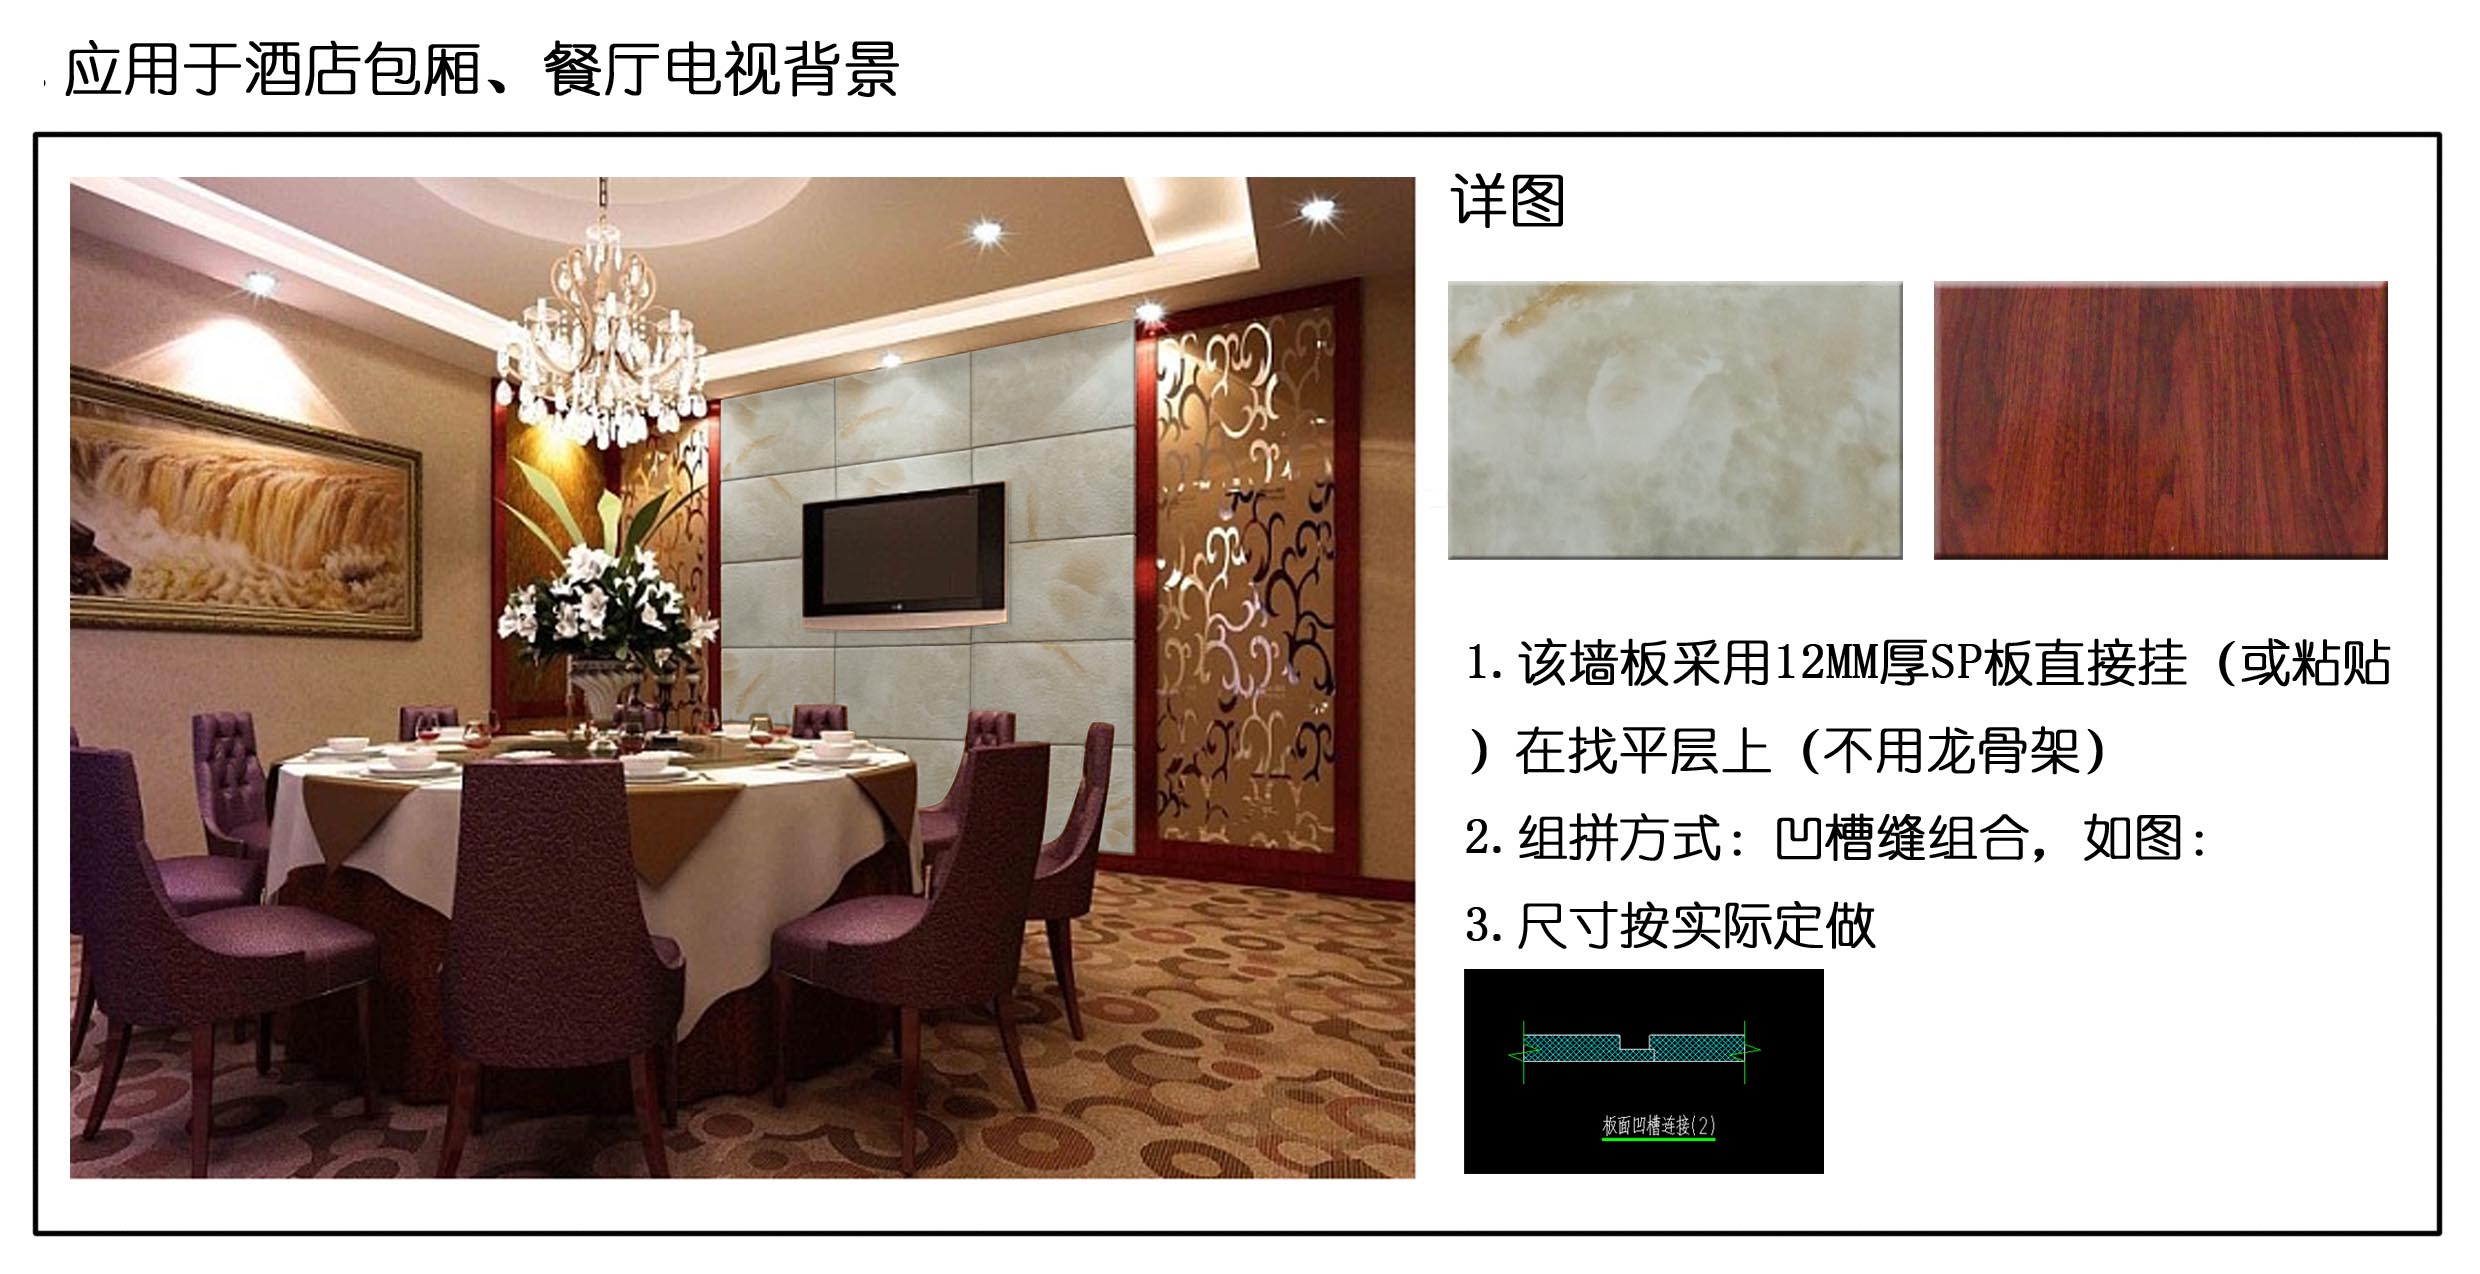 应用于酒店包厢、餐厅电视背景
详图
1.该墙板采用12MM厚SP板直接挂（或粘贴
）在找平层上（不用龙骨架）
2.组拼方式：凹槽缝组合，如图：
3.尺寸按实际定做
板面凹槽连接(2)